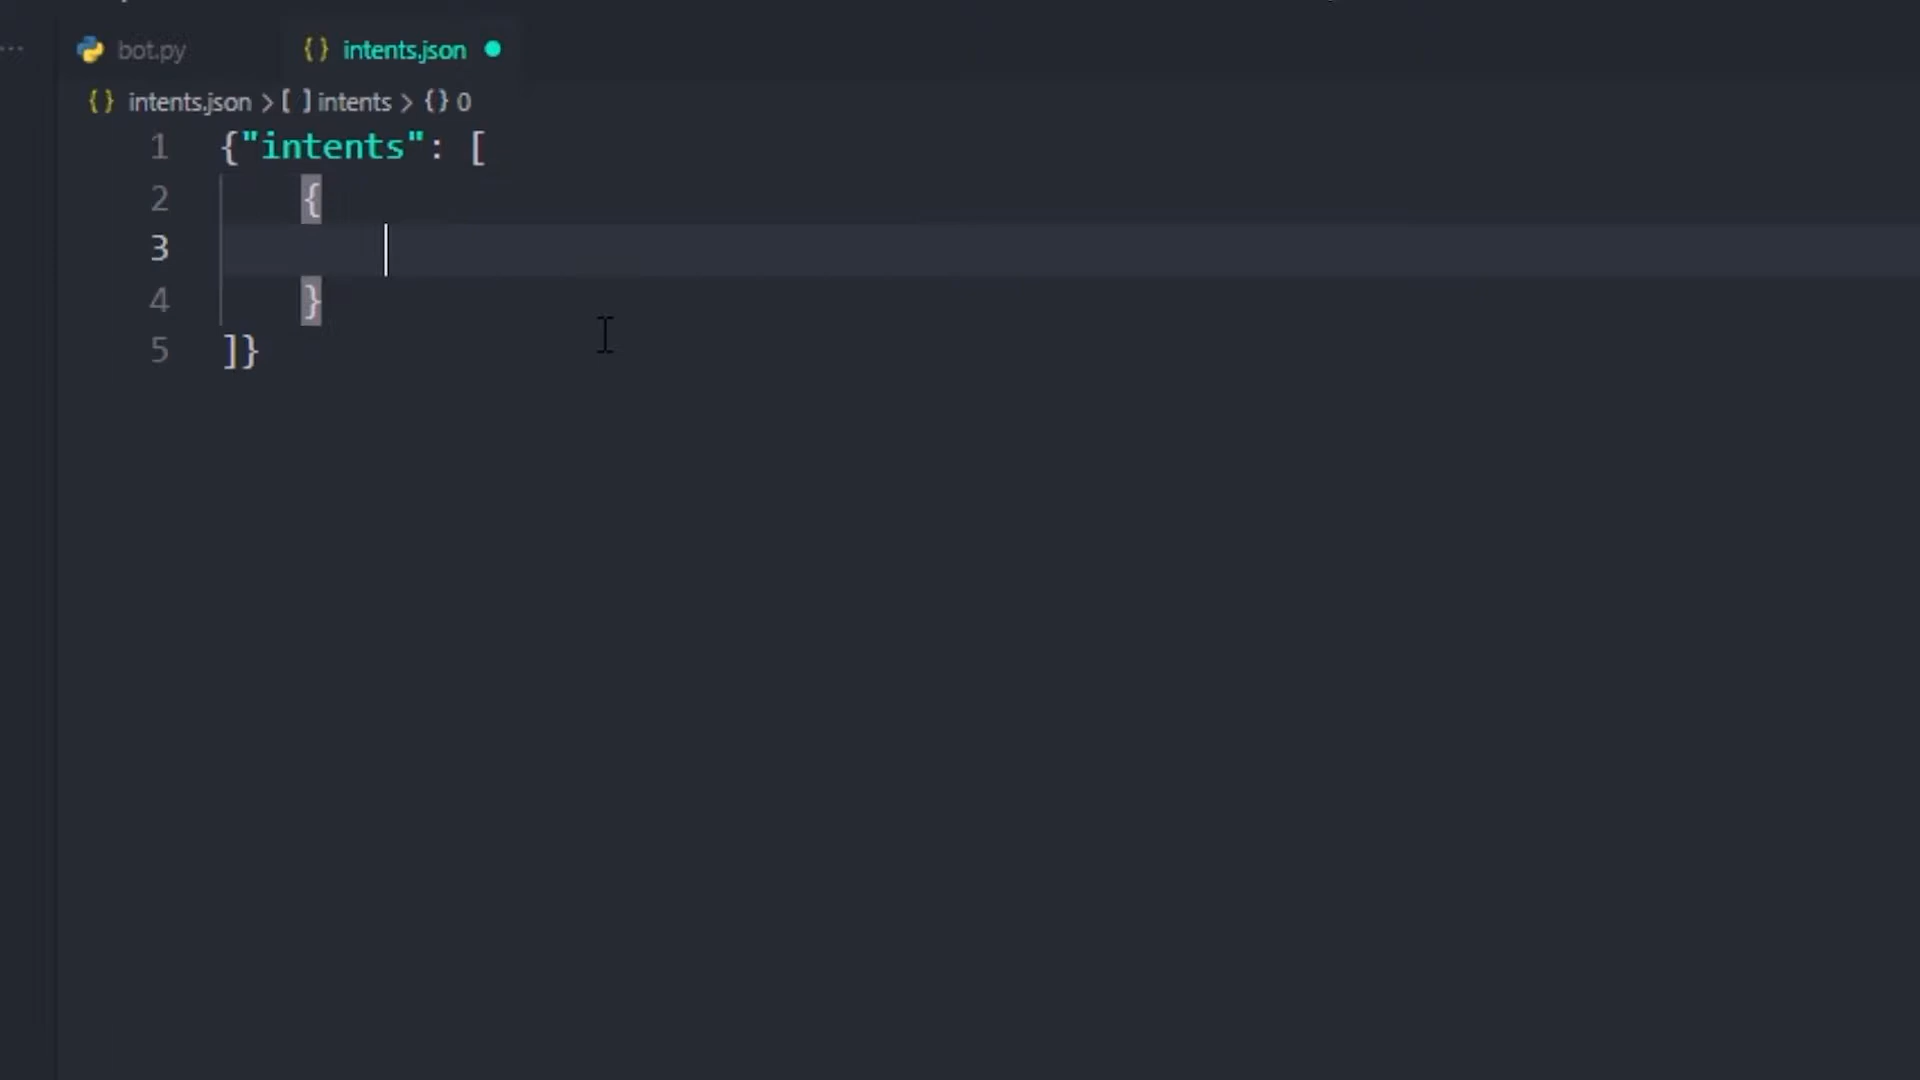 ... bot.py {} intents.json
{} intents.json > [ ] intents > {} 0
1 {"intents": [
2 {
3
4 }
5 ]}